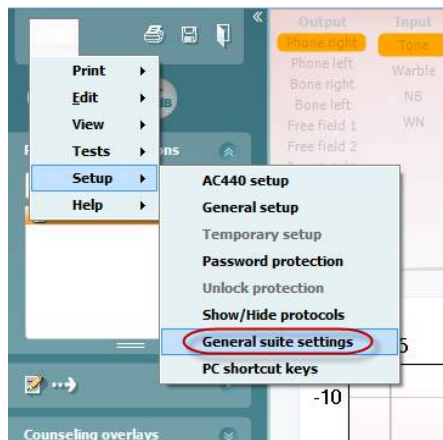 Output Input
Phone right Tone
Phone left Warble
Bone right NB
Bone left WN
Free field 1
Free field 2
Print
Edit
View
Tests
Setup
Help
dB
ns
AC440 setup
General setup
Temporary setup
Password protection
Unlock protection
Show/Hide protocols
General suite settings
PC shortcut keys
5
-10
Counseling overlays